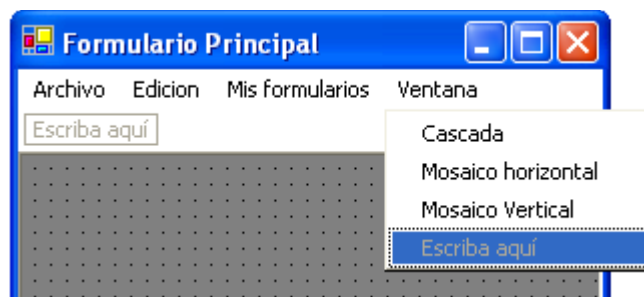 Formulario Principal
Archivo Edicion Mis formularios Ventana
Escriba aquí
Cascada
Mosaico horizontal
Mosaico Vertical
Escriba aquí